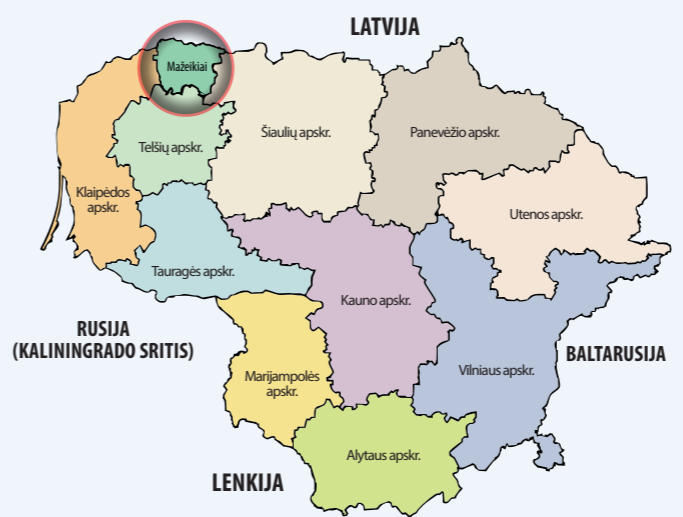 LATVIJA
Mažeikiai
Telšių apskr.
Šiaulių apskr.
Panevėžio apskr.
Klaipėdos
apskr.
Utenos apskr.
Tauragės apskr.
Kauno apskr.
RUSIJA
(KALININGRADO SRITIS)
BALTARUSIJA
Vilniaus apskr.
Marijampolės
apskr.
Alytaus apskr.
LENKIJA